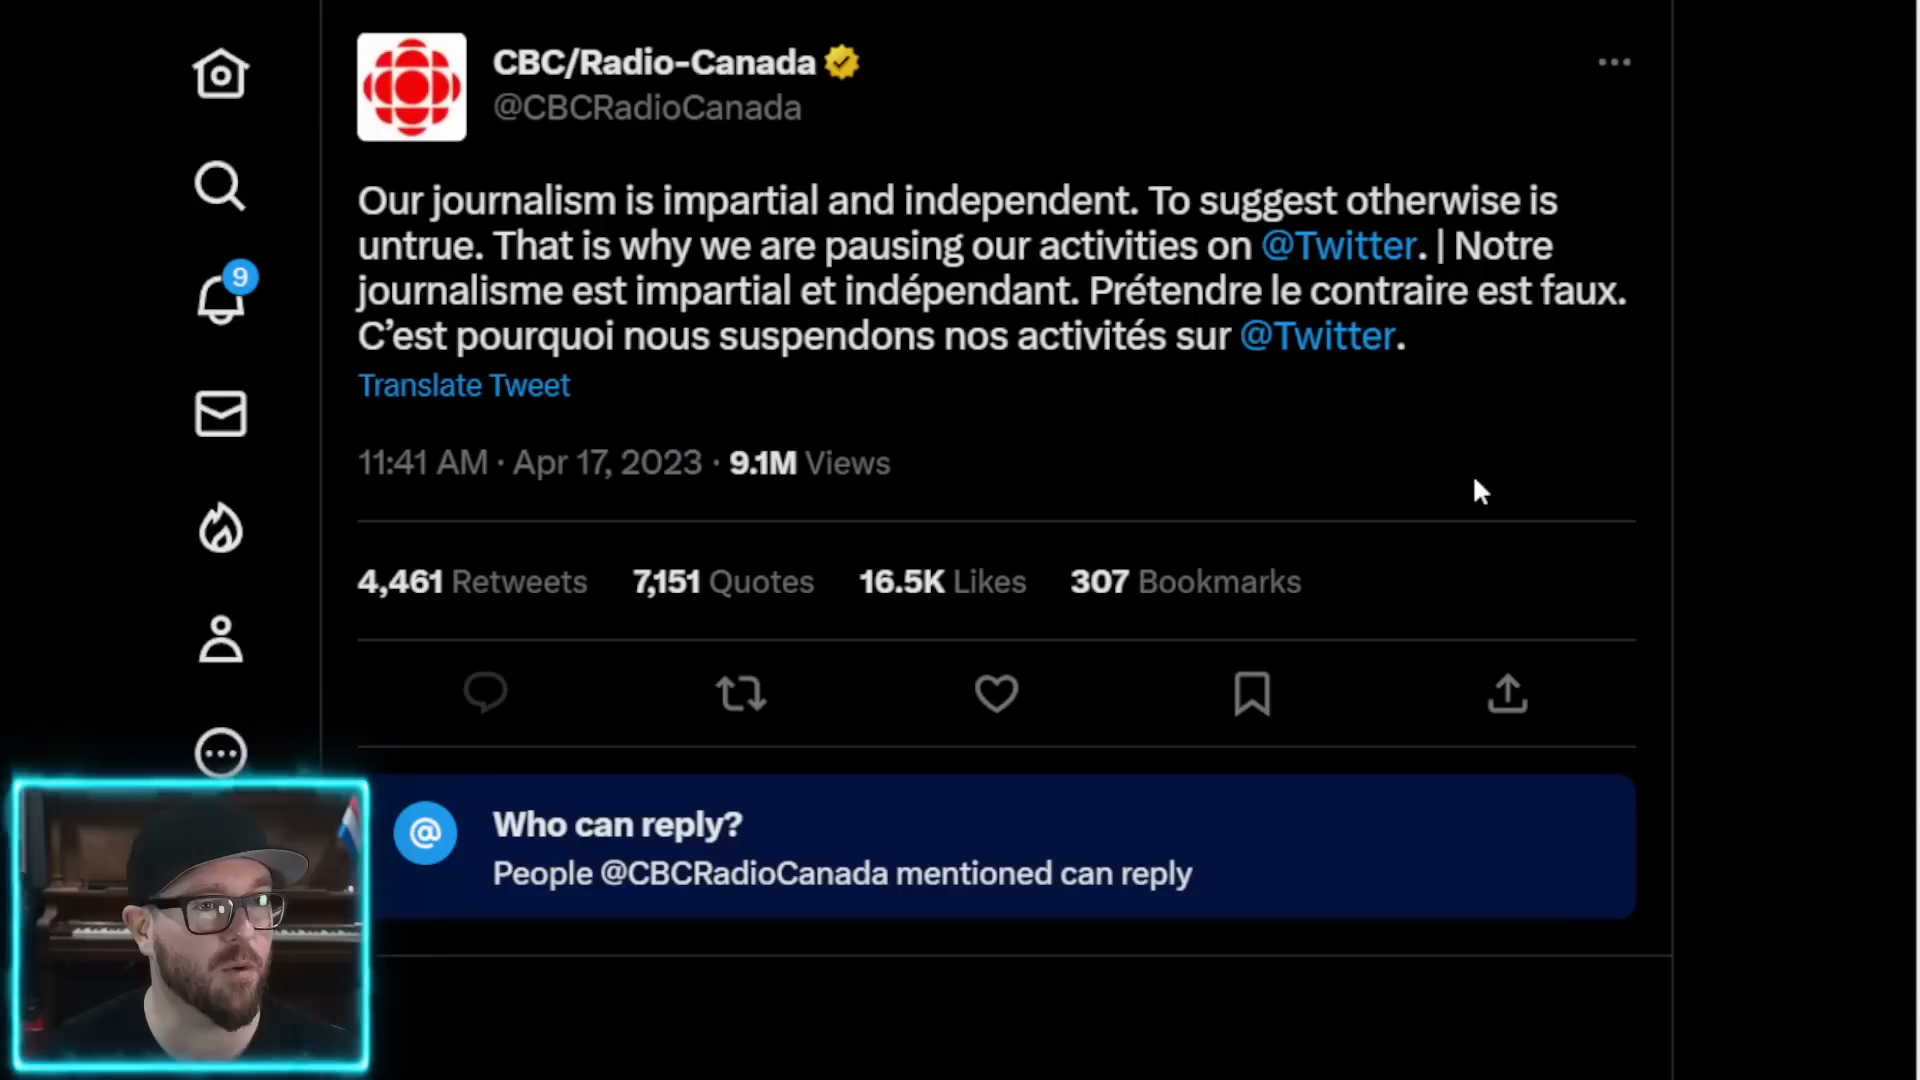 CBC/Radio-Canada
@CBCRadioCanada
Our journalism is impartial and independent. To suggest otherwise is
untrue. That is why we are pausing our activities on @Twitter. | Notre
journalisme est impartial et indépendant. Prétendre le contraire est faux.
C’est pourquoi nous suspendons nos activités sur @Twitter.
Translate Tweet
11:41 AM · Apr 17, 2023 · 9.1M Views
4,461 Retweets 7,151 Quotes 16.5K Likes 307 Bookmarks
9
@
Who can reply?
People @CBCRadioCanada mentioned can reply